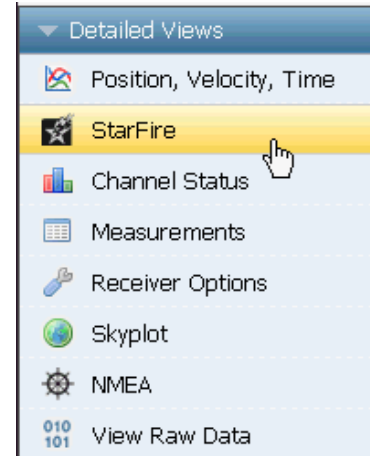 Detailed Views
Position, Velocity, Time
StarFire
Channel Status
Measurements
Receiver Options
Skyplot
NMEA
010
101
View Raw Data